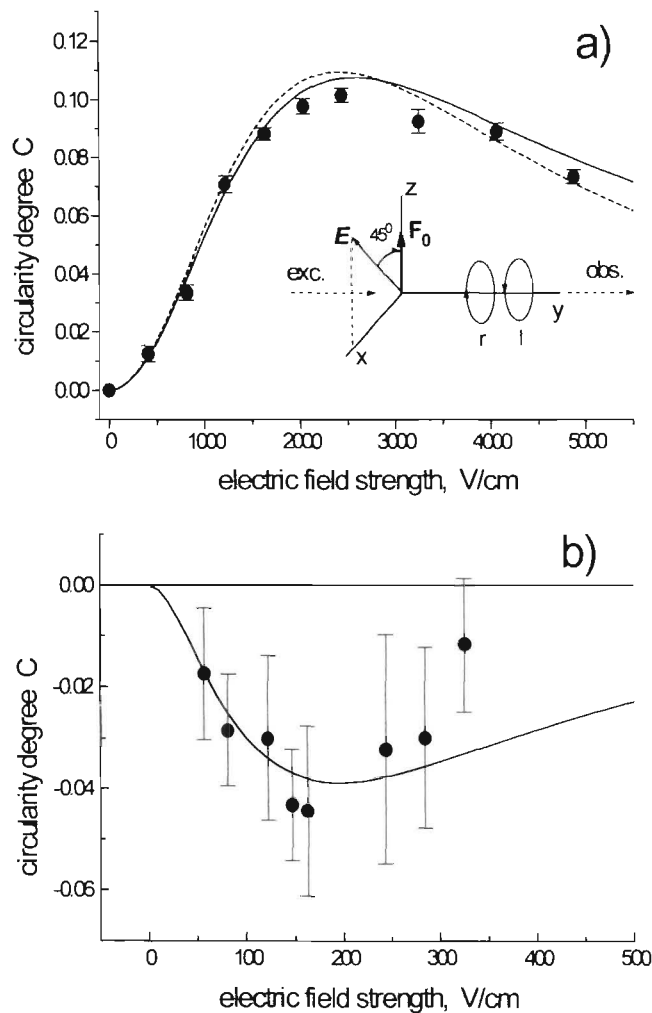 a)
0.12
0.10
0.08
0.06
0.04
0.02
0.00
circularity degree C
z
E
45⁰
F₀
exc.
obs.
y
r
l
x
0 1000 2000 3000 4000 5000
electric field strength, V/cm
b)
0.00
-0.02
-0.04
-0.06
circularity degree C
0 100 200 300 400 500
electric field strength, V/cm